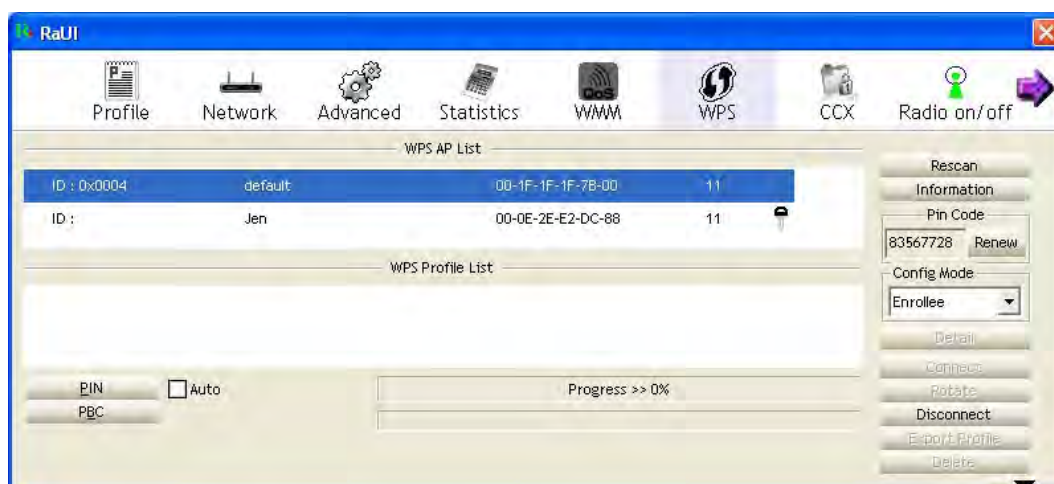 RaUI
Profile Network Advanced Statistics WMM WPS CCX Radio on/off
QoS
WPS AP List
ID : 0x0004 default 00-1F-1F-1F-7B-00 11
ID : Jen 00-0E-2E-E2-DC-88 11
WPS Profile List
Rescan
Information
Pin Code
83567728 Renew
Config Mode
Enrollee
Detail
Connect
Rotate
Disconnect
Export Profile
Delete
PIN Auto Progress >> 0%
PBC